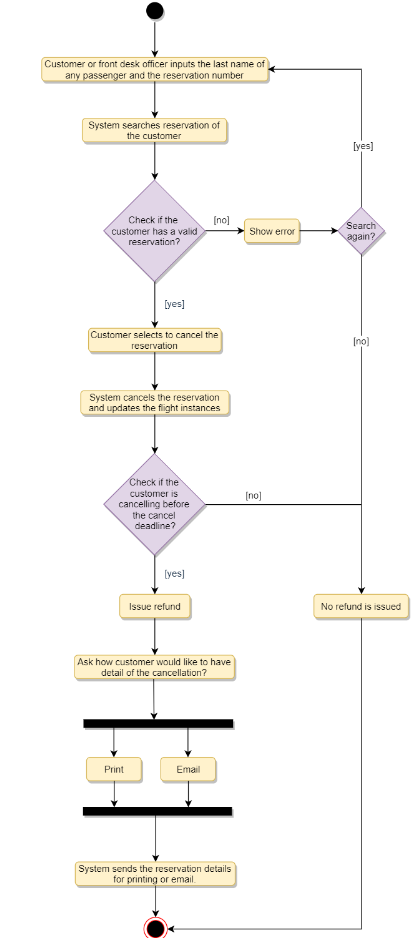 Customer or front desk officer inputs the last name of
any passenger and the reservation number
System searches reservation of
the customer
[yes]
Check if the
customer has a valid
reservation?
[no]
Show error
Search
again?
[yes]
Customer selects to cancel the
reservation
[no]
System cancels the reservation
and updates the flight instances
Check if the
customer is
cancelling before
the cancel
deadline?
[no]
[yes]
Issue refund
No refund is issued
Ask how customer would like to have
detail of the cancellation?
Print
Email
System sends the reservation details
for printing or email.